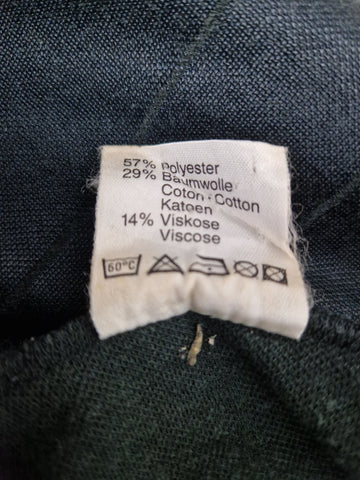 57% Polyester
29% Baumwolle
Coton · Cotton
Katoen
14% Viskose
Viscose
60°C